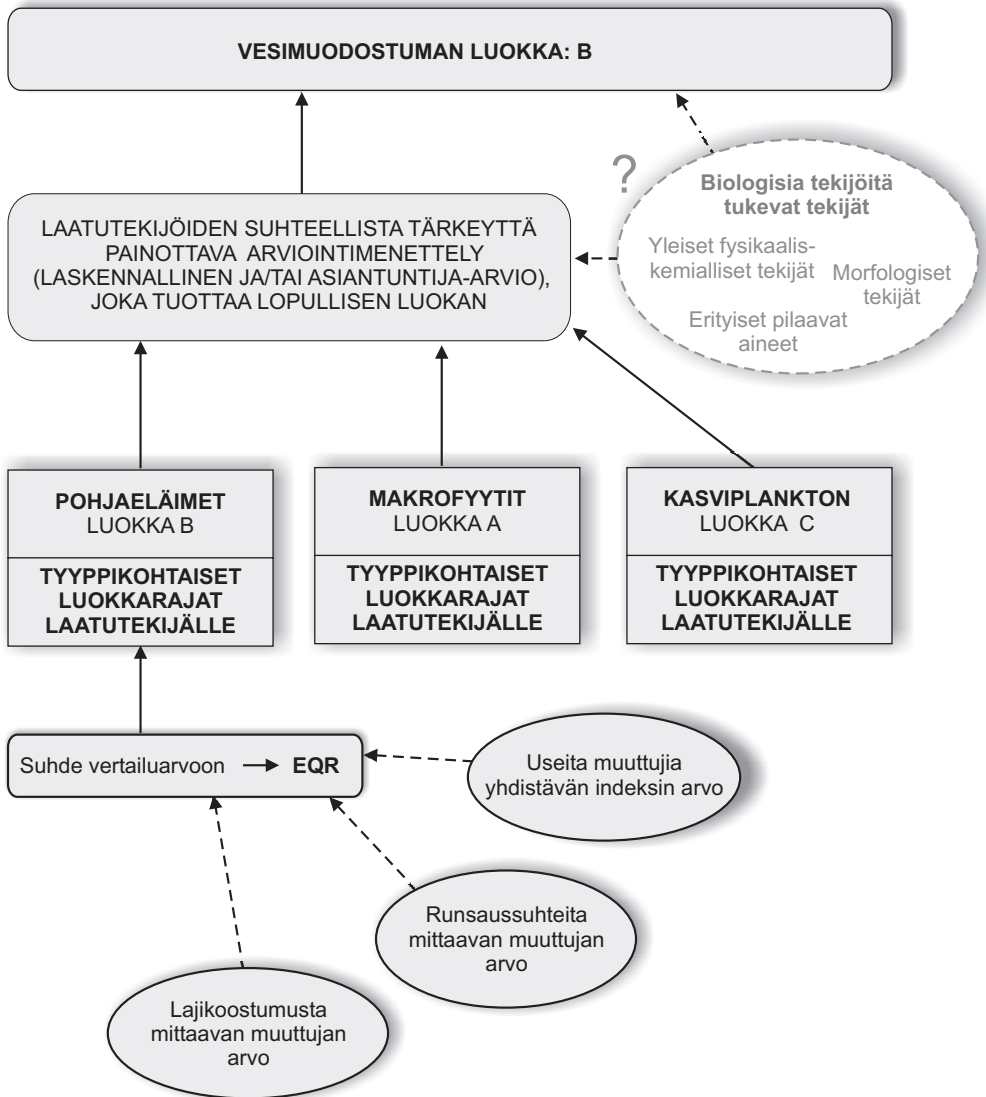 VESIMUODOSTUMAN LUOKKA: B
?
Biologisia tekijöitä
tukevat tekijät
Yleiset fysikaalis-
kemialliset tekijät
Morfologiset
tekijät
Erityiset pilaavat
aineet
LAATUTEKIJÖIDEN SUHTEELLISTA TÄRKEYTTÄ
PAINOTTAVA ARVIOINTIMENETTELY
(LASKENNALLINEN JA/TAI ASIANTUNTIJA-ARVIO),
JOKA TUOTTAA LOPULLISEN LUOKAN
POHJAELÄIMET
LUOKKA B
TYYPPIKOHTAISET
LUOKKARAJAT
LAATUTEKIJÄLLE
MAKROFYYTIT
LUOKKA A
TYYPPIKOHTAISET
LUOKKARAJAT
LAATUTEKIJÄLLE
KASVIPLANKTON
LUOKKA C
TYYPPIKOHTAISET
LUOKKARAJAT
LAATUTEKIJÄLLE
Suhde vertailuarvoon → EQR
Useita muuttujia
yhdistävän indeksin arvo
Runsaussuhteita
mittaavan muuttujan
arvo
Lajikoostumusta
mittaavan muuttujan
arvo